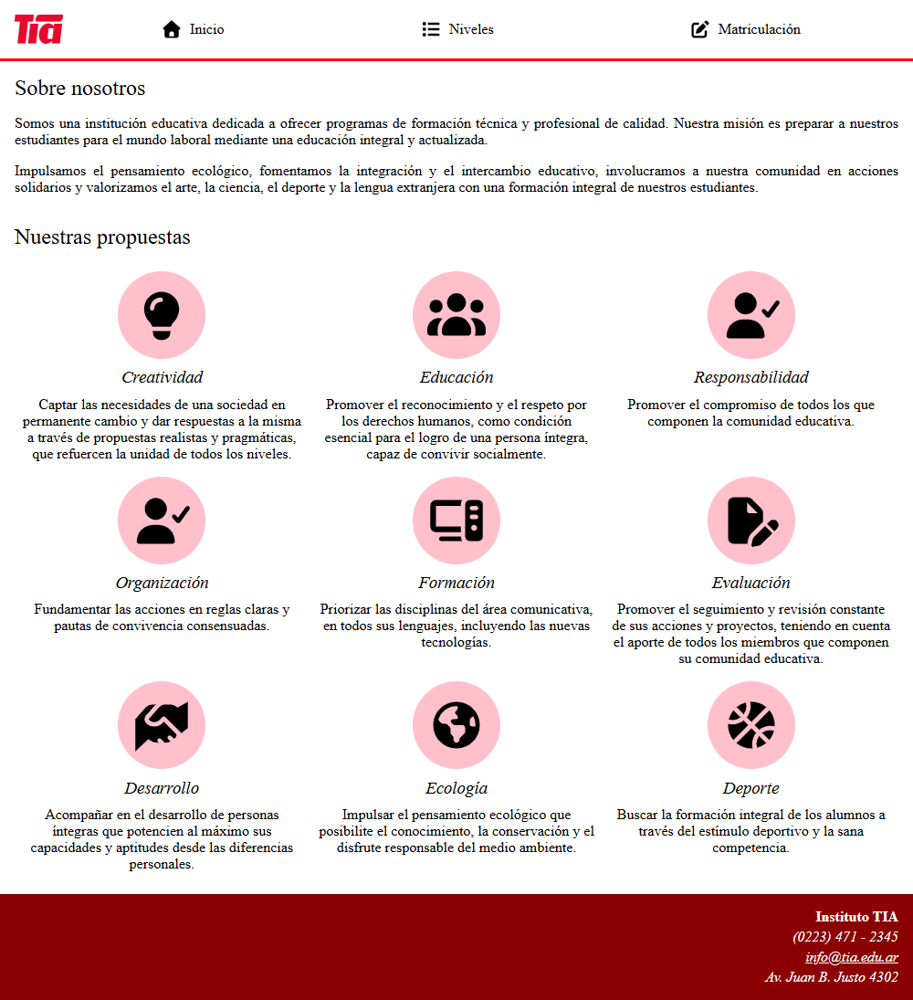 Tia
Inicio
Niveles
Matriculación
Sobre nosotros
Somos una institución educativa dedicada a ofrecer programas de formación técnica y profesional de calidad. Nuestra misión es preparar a nuestros
estudiantes para el mundo laboral mediante una educación integral y actualizada.
Impulsamos el pensamiento ecológico, fomentamos la integración y el intercambio educativo, involucramos a nuestra comunidad en acciones
solidarios y valorizamos el arte, la ciencia, el deporte y la lengua extranjera con una formación integral de nuestros estudiantes.
Nuestras propuestas
Creatividad
Captar las necesidades de una sociedad en
permanente cambio y dar respuestas a la misma
a través de propuestas realistas y pragmáticas,
que refuercen la unidad de todos los niveles.
Educación
Promover el reconocimiento y el respeto por
los derechos humanos, como condición
esencial para el logro de una persona íntegra,
capaz de convivir socialmente.
Responsabilidad
Promover el compromiso de todos los que
componen la comunidad educativa.
Organización
Fundamentar las acciones en reglas claras y
pautas de convivencia consensuadas.
Formación
Priorizar las disciplinas del área comunicativa,
en todos sus lenguajes, incluyendo las nuevas
tecnologías.
Evaluación
Promover el seguimiento y revisión constante
de sus acciones y proyectos, teniendo en cuenta
el aporte de todos los miembros que componen
su comunidad educativa.
Desarrollo
Acompañar en el desarrollo de personas
íntegras que potencien al máximo sus
capacidades y aptitudes desde las diferencias
personales.
Ecología
Impulsar el pensamiento ecológico que
posibilite el conocimiento, la conservación y el
disfrute responsable del medio ambiente.
Deporte
Buscar la formación integral de los alumnos a
través del estímulo deportivo y la sana
competencia.
Instituto TIA
(0223) 471 - 2345
info@tia.edu.ar
Av. Juan B. Justo 4302